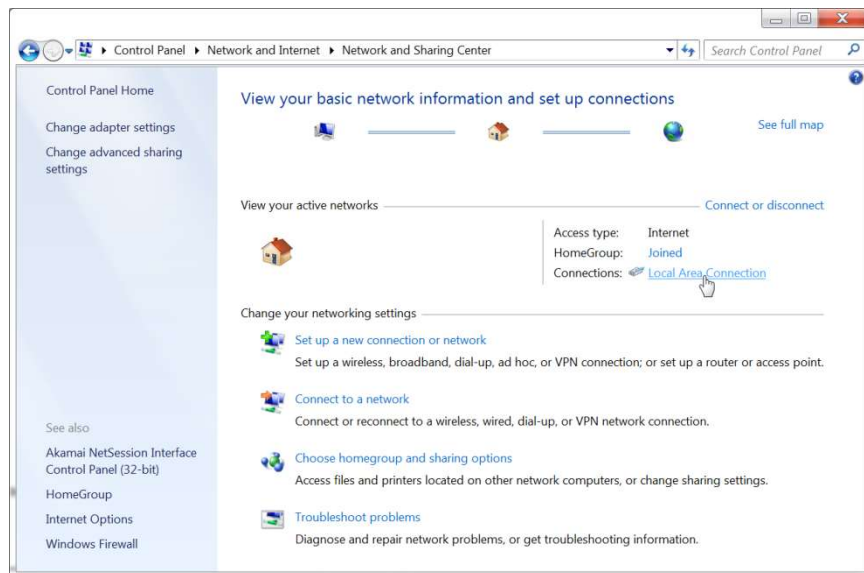 Control Panel ▸ Network and Internet ▸ Network and Sharing Center
Search Control Panel
Control Panel Home
Change adapter settings
Change advanced sharing
settings
View your basic network information and set up connections
See full map
View your active networks
Connect or disconnect
Access type: Internet
HomeGroup: Joined
Connections: Local Area Connection
Change your networking settings
Set up a new connection or network
Set up a wireless, broadband, dial-up, ad hoc, or VPN connection; or set up a router or access point.
Connect to a network
Connect or reconnect to a wireless, wired, dial-up, or VPN network connection.
Choose homegroup and sharing options
Access files and printers located on other network computers, or change sharing settings.
Troubleshoot problems
Diagnose and repair network problems, or get troubleshooting information.
See also
Akamai NetSession Interface
Control Panel (32-bit)
HomeGroup
Internet Options
Windows Firewall